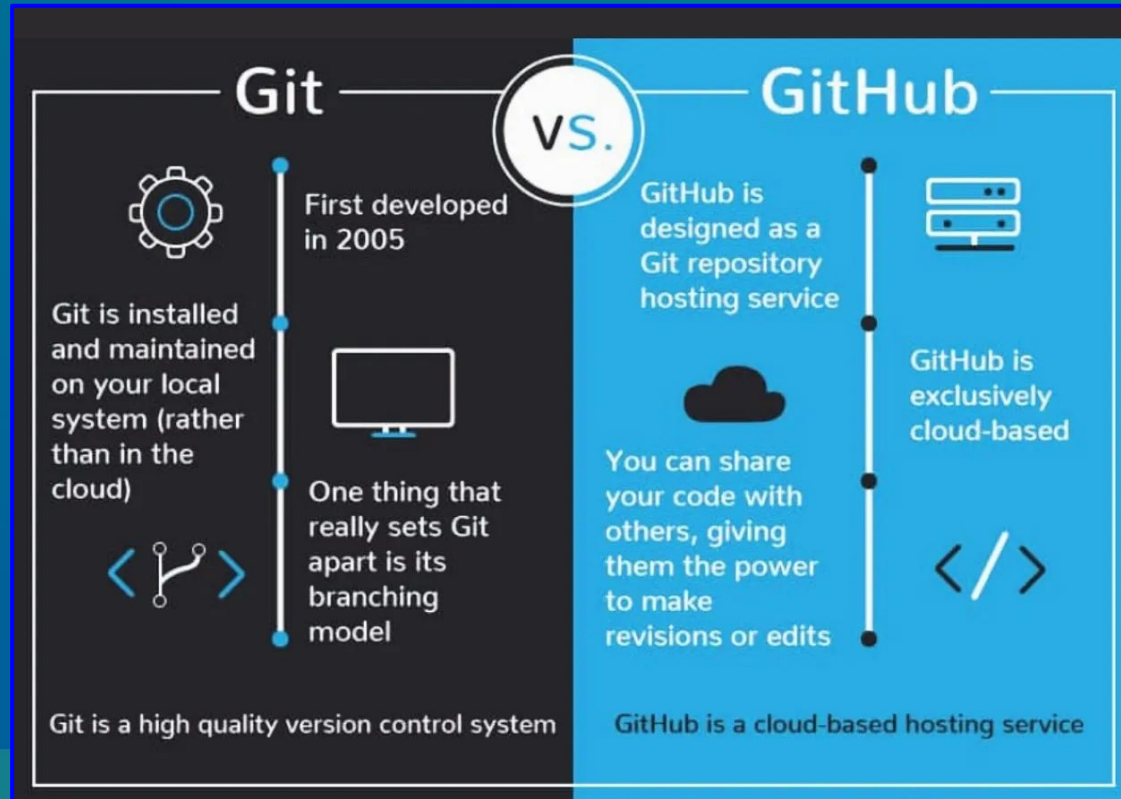 Git
vs.
GitHub
First developed
in 2005
Git is installed
and maintained
on your local
system (rather
than in the
cloud)
One thing that
really sets Git
apart is its
branching
model
Git is a high quality version control system
GitHub is
designed as a
Git repository
hosting service
GitHub is
exclusively
cloud-based
You can share
your code with
others, giving
them the power
to make
revisions or edits
GitHub is a cloud-based hosting service